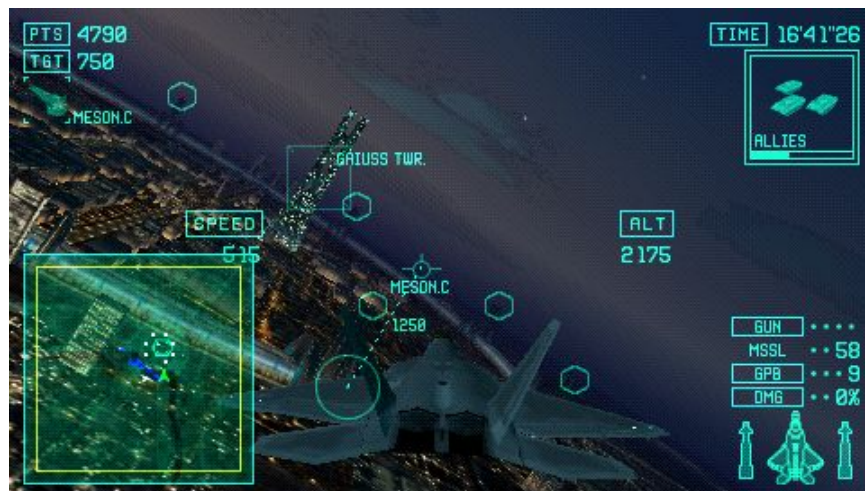 PTS 4790
TGT 750
MESON.C
TIME 16'41"26
ALLIES
GAIUSS TWR.
SPEED
515
ALT
2175
MESON.C
1250
GUN
MSSL 58
GPB 9
DMG 0%